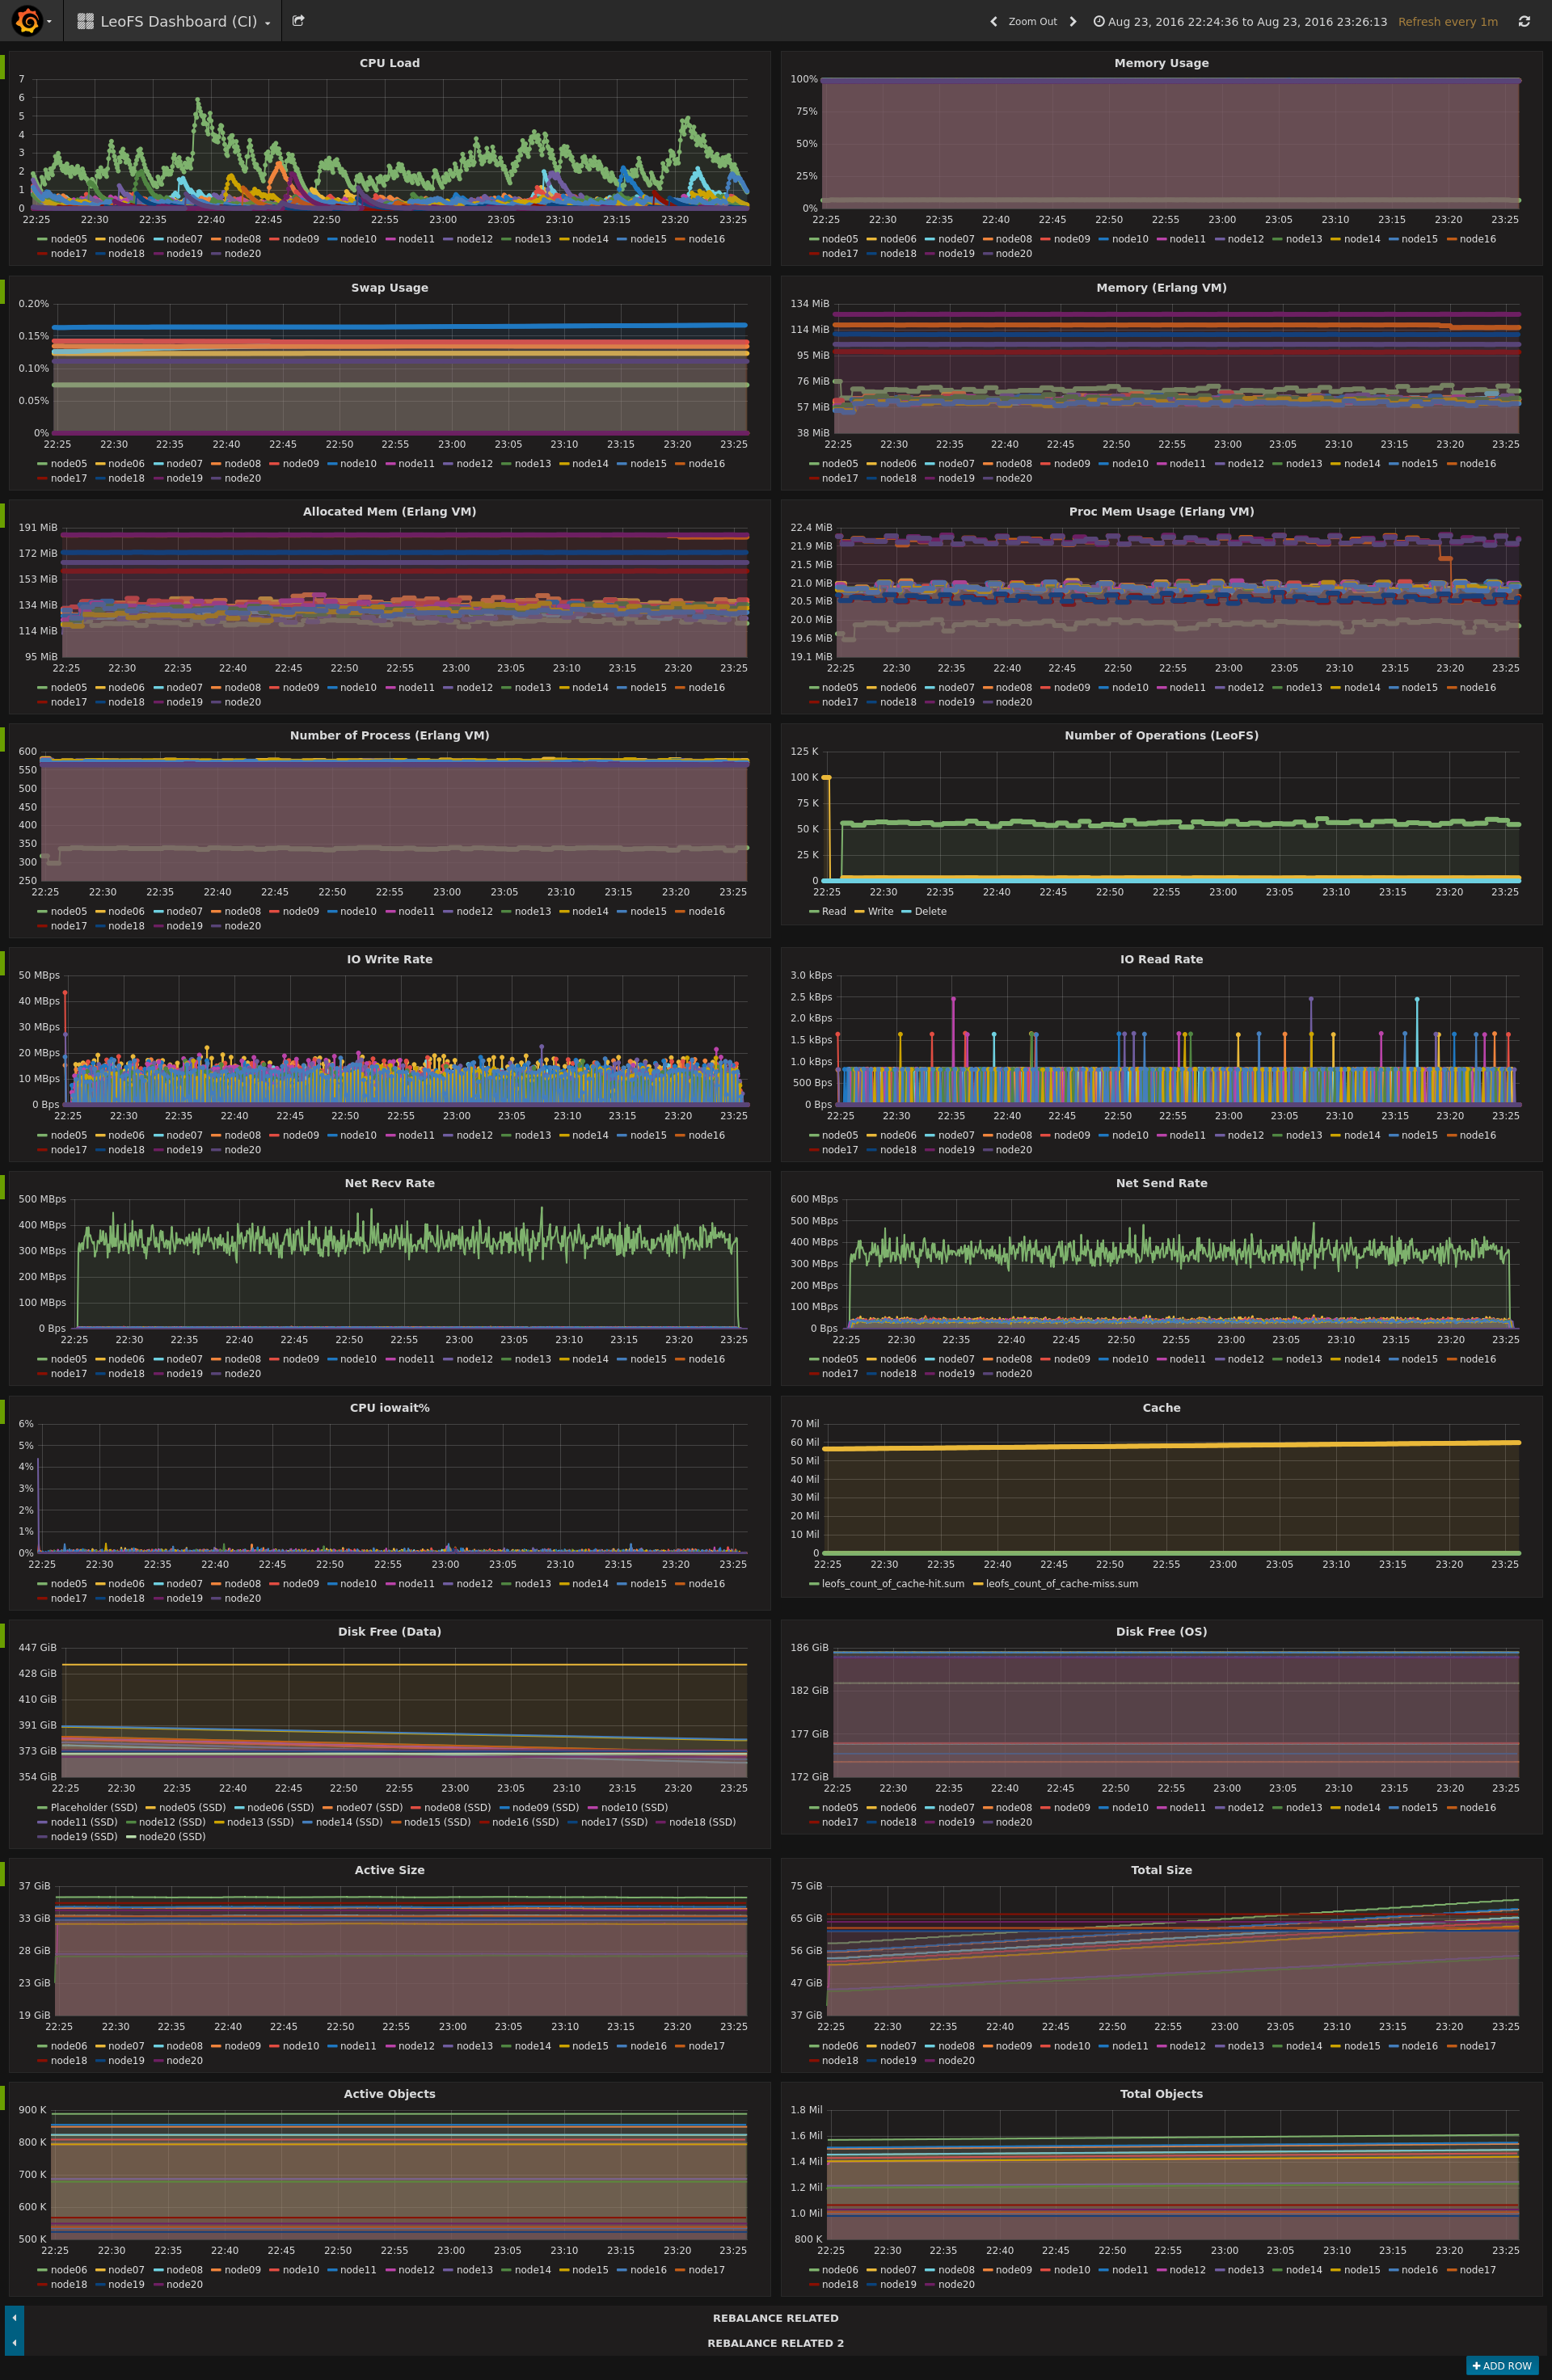 LeoFS Dashboard (CI)
Zoom Out
Aug 23, 2016 22:24:36 to Aug 23, 2016 23:26:13 Refresh every 1m
CPU Load
7
6
5
4
3
2
1
0
22:25 22:30 22:35 22:40 22:45 22:50 22:55 23:00 23:05 23:10 23:15 23:20 23:25
node05 node06 node07 node08 node09 node10 node11 node12 node13 node14 node15 node16
node17 node18 node19 node20
Memory Usage
100%
75%
50%
25%
0%
22:25 22:30 22:35 22:40 22:45 22:50 22:55 23:00 23:05 23:10 23:15 23:20 23:25
node05 node06 node07 node08 node09 node10 node11 node12 node13 node14 node15 node16
node17 node18 node19 node20
Swap Usage
0.20%
0.15%
0.10%
0.05%
0%
22:25 22:30 22:35 22:40 22:45 22:50 22:55 23:00 23:05 23:10 23:15 23:20 23:25
node05 node06 node07 node08 node09 node10 node11 node12 node13 node14 node15 node16
node17 node18 node19 node20
Memory (Erlang VM)
134 MiB
114 MiB
95 MiB
76 MiB
57 MiB
38 MiB
22:25 22:30 22:35 22:40 22:45 22:50 22:55 23:00 23:05 23:10 23:15 23:20 23:25
node05 node06 node07 node08 node09 node10 node11 node12 node13 node14 node15 node16
node17 node18 node19 node20
Allocated Mem (Erlang VM)
191 MiB
172 MiB
153 MiB
134 MiB
114 MiB
95 MiB
22:25 22:30 22:35 22:40 22:45 22:50 22:55 23:00 23:05 23:10 23:15 23:20 23:25
node05 node06 node07 node08 node09 node10 node11 node12 node13 node14 node15 node16
node17 node18 node19 node20
Proc Mem Usage (Erlang VM)
22.4 MiB
21.9 MiB
21.5 MiB
21.0 MiB
20.5 MiB
20.0 MiB
19.6 MiB
19.1 MiB
22:25 22:30 22:35 22:40 22:45 22:50 22:55 23:00 23:05 23:10 23:15 23:20 23:25
node05 node06 node07 node08 node09 node10 node11 node12 node13 node14 node15 node16
node17 node18 node19 node20
Number of Process (Erlang VM)
600
550
500
450
400
350
300
250
22:25 22:30 22:35 22:40 22:45 22:50 22:55 23:00 23:05 23:10 23:15 23:20 23:25
node05 node06 node07 node08 node09 node10 node11 node12 node13 node14 node15 node16
node17 node18 node19 node20
Number of Operations (LeoFS)
125 K
100 K
75 K
50 K
25 K
0
22:25 22:30 22:35 22:40 22:45 22:50 22:55 23:00 23:05 23:10 23:15 23:20 23:25
Read Write Delete
IO Write Rate
50 MBps
40 MBps
30 MBps
20 MBps
10 MBps
0 Bps
22:25 22:30 22:35 22:40 22:45 22:50 22:55 23:00 23:05 23:10 23:15 23:20 23:25
node05 node06 node07 node08 node09 node10 node11 node12 node13 node14 node15 node16
node17 node18 node19 node20
IO Read Rate
3.0 kBps
2.5 kBps
2.0 kBps
1.5 kBps
1.0 kBps
500 Bps
0 Bps
22:25 22:30 22:35 22:40 22:45 22:50 22:55 23:00 23:05 23:10 23:15 23:20 23:25
node05 node06 node07 node08 node09 node10 node11 node12 node13 node14 node15 node16
node17 node18 node19 node20
Net Recv Rate
500 MBps
400 MBps
300 MBps
200 MBps
100 MBps
0 Bps
22:25 22:30 22:35 22:40 22:45 22:50 22:55 23:00 23:05 23:10 23:15 23:20 23:25
node05 node06 node07 node08 node09 node10 node11 node12 node13 node14 node15 node16
node17 node18 node19 node20
Net Send Rate
600 MBps
500 MBps
400 MBps
300 MBps
200 MBps
100 MBps
0 Bps
22:25 22:30 22:35 22:40 22:45 22:50 22:55 23:00 23:05 23:10 23:15 23:20 23:25
node05 node06 node07 node08 node09 node10 node11 node12 node13 node14 node15 node16
node17 node18 node19 node20
CPU iowait%
6%
5%
4%
3%
2%
1%
0%
22:25 22:30 22:35 22:40 22:45 22:50 22:55 23:00 23:05 23:10 23:15 23:20 23:25
node05 node06 node07 node08 node09 node10 node11 node12 node13 node14 node15 node16
node17 node18 node19 node20
Cache
70 Mil
60 Mil
50 Mil
40 Mil
30 Mil
20 Mil
10 Mil
0
22:25 22:30 22:35 22:40 22:45 22:50 22:55 23:00 23:05 23:10 23:15 23:20 23:25
leofs_count_of_cache-hit.sum leofs_count_of_cache-miss.sum
Disk Free (Data)
447 GiB
428 GiB
410 GiB
391 GiB
373 GiB
354 GiB
22:25 22:30 22:35 22:40 22:45 22:50 22:55 23:00 23:05 23:10 23:15 23:20 23:25
Placeholder (SSD) node05 (SSD) node06 (SSD) node07 (SSD) node08 (SSD) node09 (SSD) node10 (SSD)
node11 (SSD) node12 (SSD) node13 (SSD) node14 (SSD) node15 (SSD) node16 (SSD) node17 (SSD) node18 (SSD)
node19 (SSD) node20 (SSD)
Disk Free (OS)
186 GiB
182 GiB
177 GiB
172 GiB
22:25 22:30 22:35 22:40 22:45 22:50 22:55 23:00 23:05 23:10 23:15 23:20 23:25
node05 node06 node07 node08 node09 node10 node11 node12 node13 node14 node15 node16
node17 node18 node19 node20
Active Size
37 GiB
33 GiB
28 GiB
23 GiB
19 GiB
22:25 22:30 22:35 22:40 22:45 22:50 22:55 23:00 23:05 23:10 23:15 23:20 23:25
node06 node07 node08 node09 node10 node11 node12 node13 node14 node15 node16 node17
node18 node19 node20
Total Size
75 GiB
65 GiB
56 GiB
47 GiB
37 GiB
22:25 22:30 22:35 22:40 22:45 22:50 22:55 23:00 23:05 23:10 23:15 23:20 23:25
node06 node07 node08 node09 node10 node11 node12 node13 node14 node15 node16 node17
node18 node19 node20
Active Objects
900 K
800 K
700 K
600 K
500 K
22:25 22:30 22:35 22:40 22:45 22:50 22:55 23:00 23:05 23:10 23:15 23:20 23:25
node06 node07 node08 node09 node10 node11 node12 node13 node14 node15 node16 node17
node18 node19 node20
Total Objects
1.8 Mil
1.6 Mil
1.4 Mil
1.2 Mil
1.0 Mil
800 K
22:25 22:30 22:35 22:40 22:45 22:50 22:55 23:00 23:05 23:10 23:15 23:20 23:25
node06 node07 node08 node09 node10 node11 node12 node13 node14 node15 node16 node17
node18 node19 node20
REBALANCE RELATED
REBALANCE RELATED 2
ADD ROW